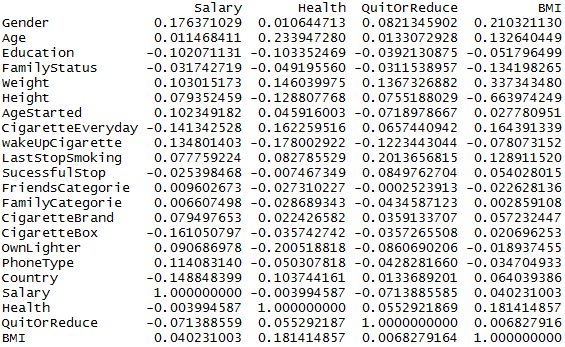 Salary Health QuitOrReduce BMI
Gender 0.176371029 0.010644713 0.0821345902 0.210321130
Age 0.011468411 0.233947280 0.0133072928 0.132640449
Education -0.102071131 -0.103352469 -0.0392130875 -0.051796499
FamilyStatus -0.031742719 -0.049195560 -0.0311538957 -0.134198265
Weight 0.103015173 0.146039975 0.1367326882 0.337343480
Height 0.079352459 -0.128807768 0.0755188029 -0.663974249
AgeStarted 0.102349182 0.045916003 -0.0718978667 0.027780951
CigaretteEveryday -0.141342528 0.162259516 0.0657440942 0.164391339
WakeUpCigarette 0.134801403 -0.178002922 -0.1223443044 -0.078073152
LastStopSmoking 0.077759224 0.082785529 0.2013656815 0.128911520
SucessfulStop -0.025398468 -0.007467349 0.0849762704 0.054028015
FriendsCategorie 0.009602673 -0.027310227 -0.0002523913 -0.022628136
FamilyCategorie 0.006607498 -0.028689343 -0.0434587123 0.002859108
CigaretteBrand 0.079497653 0.022426582 0.0359133707 0.057232447
CigaretteBox -0.161050797 -0.035742742 -0.0357265508 0.020696253
OwnLighter 0.090686978 -0.200518818 -0.0860690206 -0.018937455
PhoneType 0.114083140 -0.050307818 -0.0428281660 -0.034704933
Country -0.148848399 0.103744161 0.0133689201 0.064039386
Salary 1.000000000 -0.003994587 -0.0713885585 0.040231003
Health -0.003994587 1.000000000 0.0552921869 0.181414857
QuitOrReduce -0.071388559 0.055292187 1.0000000000 0.006827916
BMI 0.040231003 0.181414857 0.0068279164 1.000000000